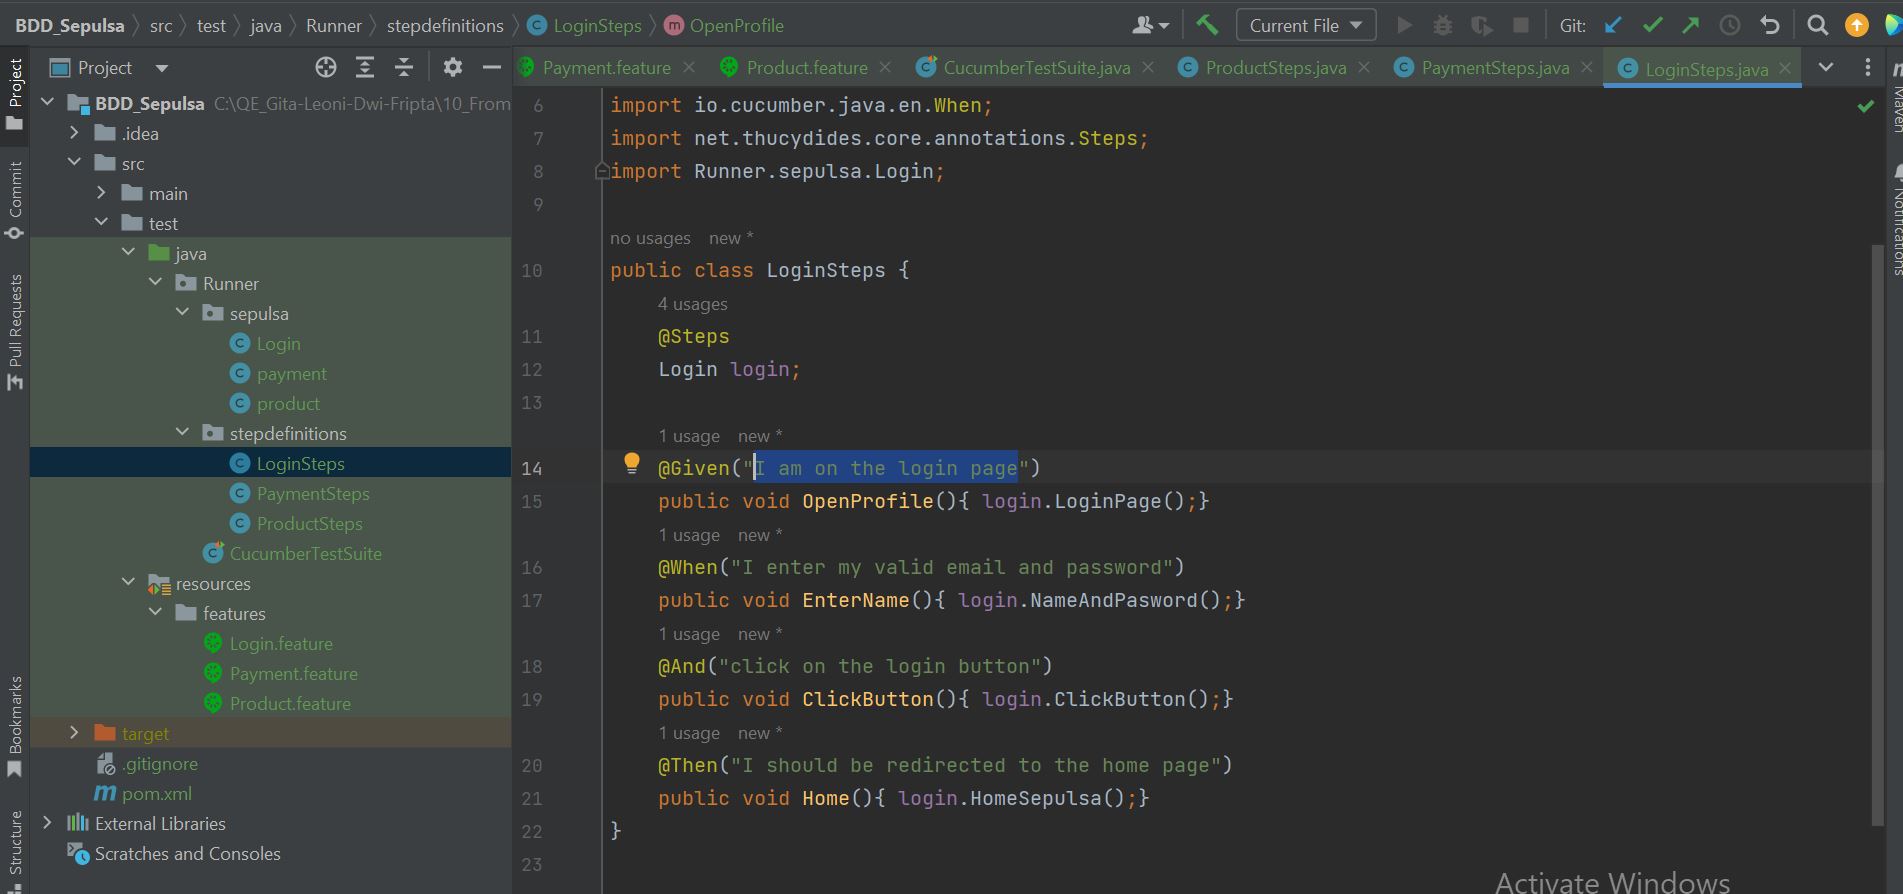 BDD_Sepulsa src test java Runner stepdefinitions LoginSteps OpenProfile Current File Git:
Project
Payment.feature Product.feature CucumberTestSuite.java ProductSteps.java PaymentSteps.java LoginSteps.java
Project
Commit
Pull Requests
Bookmarks
Structure
BDD_Sepulsa C:\QE_Gita-Leoni-Dwi-Fripta\10_From
.idea
src
main
test
java
Runner
sepulsa
Login
payment
product
stepdefinitions
LoginSteps
PaymentSteps
ProductSteps
CucumberTestSuite
resources
features
Login.feature
Payment.feature
Product.feature
target
.gitignore
pom.xml
External Libraries
Scratches and Consoles
6 import io.cucumber.java.en.When;
7 import net.thucydides.core.annotations.Steps;
8 import Runner.sepulsa.Login;
9
no usages new *
10 public class LoginSteps {
4 usages
11 @Steps
12 Login login;
13
1 usage new *
14 @Given("I am on the login page")
15 public void OpenProfile(){ login.LoginPage();}
1 usage new *
16 @When("I enter my valid email and password")
17 public void EnterName(){ login.NameAndPasword();}
1 usage new *
18 @And("click on the login button")
19 public void ClickButton(){ login.ClickButton();}
1 usage new *
20 @Then("I should be redirected to the home page")
21 public void Home(){ login.HomeSepulsa();}
22 }
23
Maven
Notifications
Activate Windows